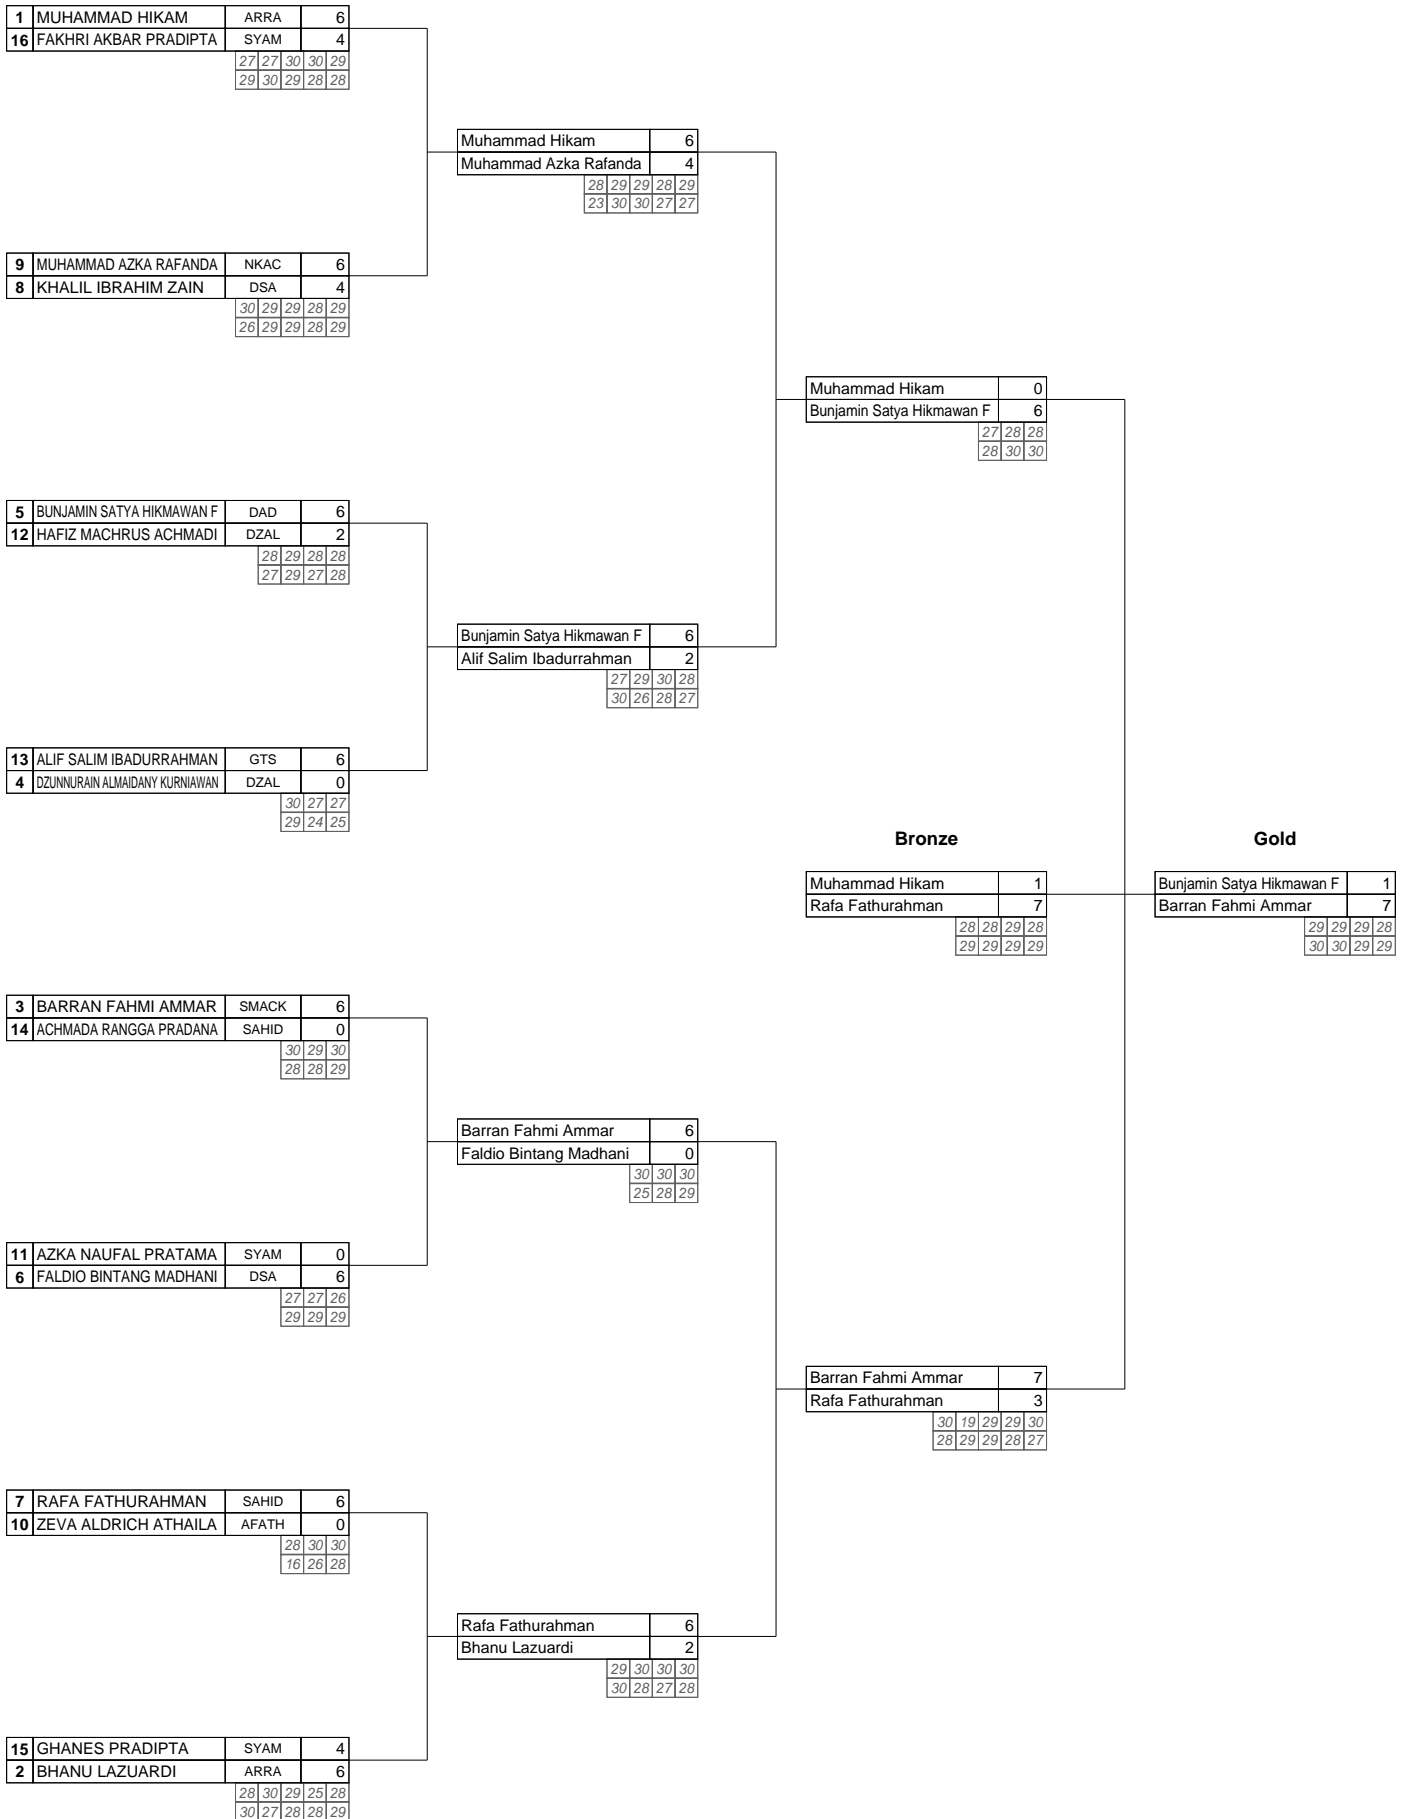 1 MUHAMMAD HIKAM ARRA 6
16 FAKHRI AKBAR PRADIPTA SYAM 4
27 27 30 30 29
29 30 29 28 28
Muhammad Hikam 6
Muhammad Azka Rafanda 4
28 29 29 28 29
23 30 30 27 27
9 MUHAMMAD AZKA RAFANDA NKAC 6
8 KHALIL IBRAHIM ZAIN DSA 4
30 29 29 28 29
26 29 29 28 29
Muhammad Hikam 0
Bunjamin Satya Hikmawan F 6
27 28 28
28 30 30
5 BUNJAMIN SATYA HIKMAWAN F DAD 6
12 HAFIZ MACHRUS ACHMADI DZAL 2
28 29 28 28
27 29 27 28
Bunjamin Satya Hikmawan F 6
Alif Salim Ibadurrahman 2
27 29 30 28
30 26 28 27
13 ALIF SALIM IBADURRAHMAN GTS 6
4 DZUNNURAIN ALMAIDANY KURNIAWAN DZAL 0
30 27 27
29 24 25
Bronze Gold
Muhammad Hikam 1 Bunjamin Satya Hikmawan F 1
Rafa Fathurahman 7 Barran Fahmi Ammar 7
28 28 29 28 29 29 29 28
29 29 29 29 30 30 29 29
3 BARRAN FAHMI AMMAR SMACK 6
14 ACHMADA RANGGA PRADANA SAHID 0
30 29 30
28 28 29
Barran Fahmi Ammar 6
Faldio Bintang Madhani 0
30 30 30
25 28 29
11 AZKA NAUFAL PRATAMA SYAM 0
6 FALDIO BINTANG MADHANI DSA 6
27 27 26
29 29 29
Barran Fahmi Ammar 7
Rafa Fathurahman 3
30 19 29 29 30
28 29 29 28 27
7 RAFA FATHURAHMAN SAHID 6
10 ZEVA ALDRICH ATHAILA AFATH 0
28 30 30
16 26 28
Rafa Fathurahman 6
Bhanu Lazuardi 2
29 30 30 30
30 28 27 28
15 GHANES PRADIPTA SYAM 4
2 BHANU LAZUARDI ARRA 6
28 30 29 25 28
30 27 28 28 29